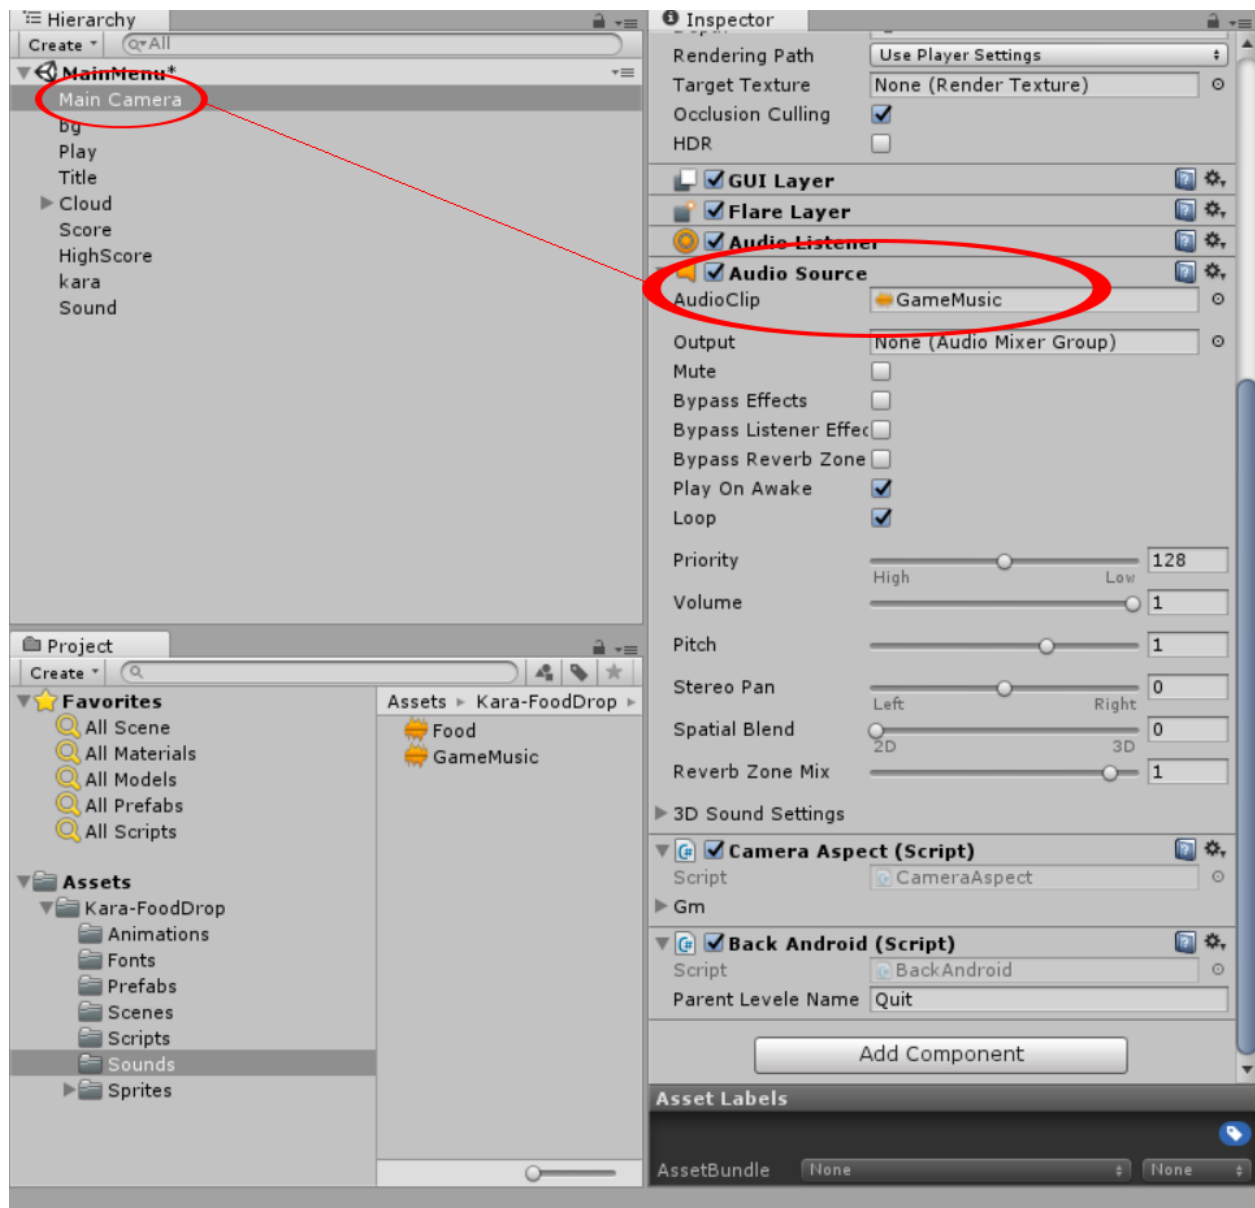 Hierarchy
Create
All
MainMenu*
Main Camera
bg
Play
Title
Cloud
Score
HighScore
kara
Sound
Project
Create
Favorites
All Scene
All Materials
All Models
All Prefabs
All Scripts
Assets
Kara-FoodDrop
Animations
Fonts
Prefabs
Scenes
Scripts
Sounds
Sprites
Assets Kara-FoodDrop
Food
GameMusic
Inspector
Rendering Path Use Player Settings
Target Texture None (Render Texture)
Occlusion Culling
HDR
GUI Layer
Flare Layer
Audio Listener
Audio Source
AudioClip GameMusic
Output None (Audio Mixer Group)
Mute
Bypass Effects
Bypass Listener Effec
Bypass Reverb Zone
Play On Awake
Loop
Priority 128
High Low
Volume 1
Pitch 1
Stereo Pan 0
Left Right
Spatial Blend 0
2D 3D
Reverb Zone Mix 1
3D Sound Settings
Camera Aspect (Script)
Script CameraAspect
Gm
Back Android (Script)
Script BackAndroid
Parent Levele Name Quit
Add Component
Asset Labels
AssetBundle None None